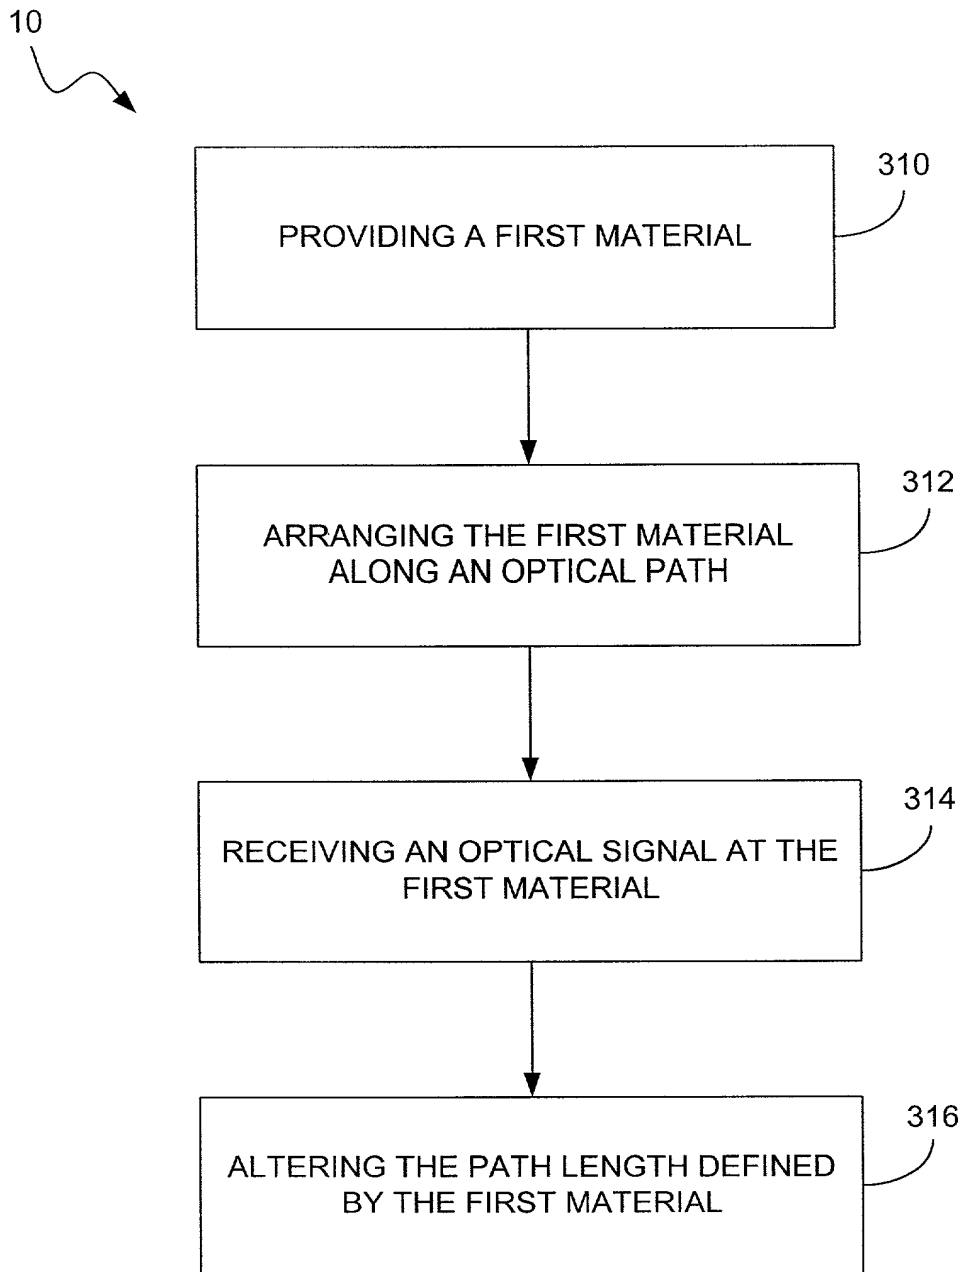 10
310
PROVIDING A FIRST MATERIAL
312
ARRANGING THE FIRST MATERIAL
ALONG AN OPTICAL PATH
314
RECEIVING AN OPTICAL SIGNAL AT THE
FIRST MATERIAL
316
ALTERING THE PATH LENGTH DEFINED
BY THE FIRST MATERIAL